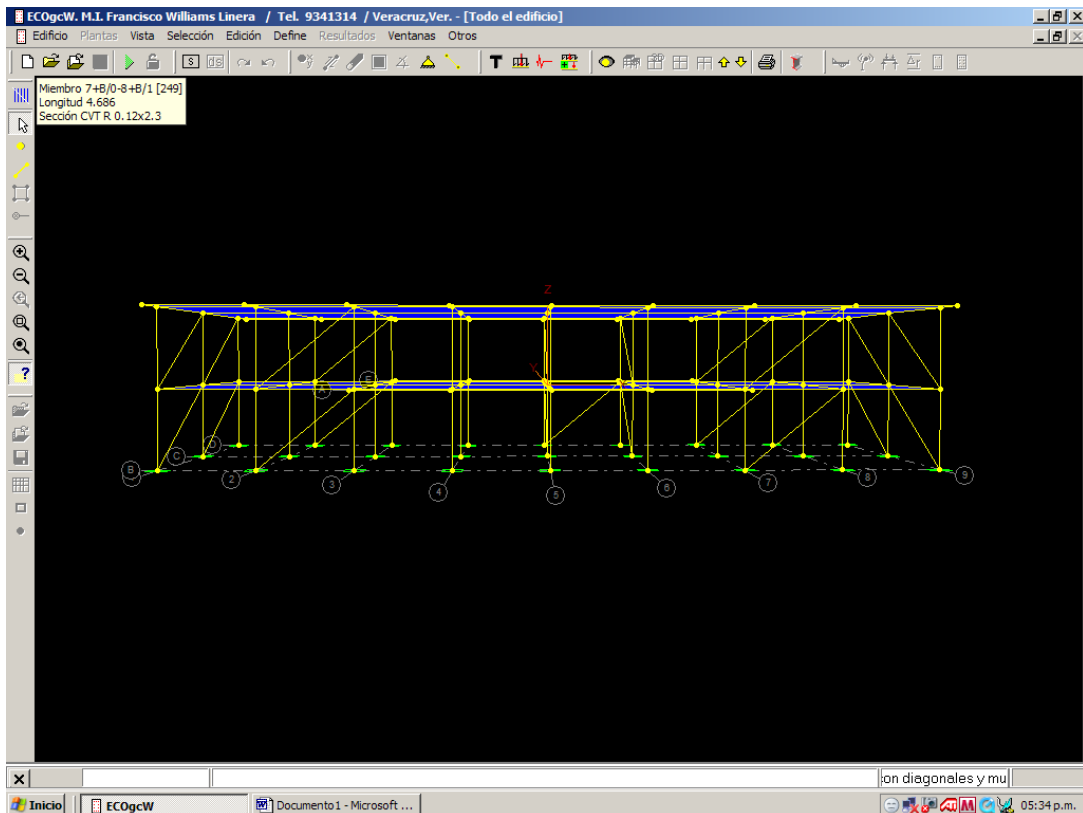 ECOgcW. M.I. Francisco Williams Linera / Tel. 9341314 / Veracruz,Ver. - [Todo el edificio]
Edificio Plantas Vista Selección Edición Define Resultados Ventanas Otros
S ds T
Miembro 7+B/0-8+B/1 [249]
Longitud 4.686
Sección CVT R 0.12x2.3
?
Z
Y
E
A
D
C
B
2
3
4
5
6
7
8
9
on diagonales y mu
Inicio ECOgcW Documento1 - Microsoft ... M 05:34 p.m.